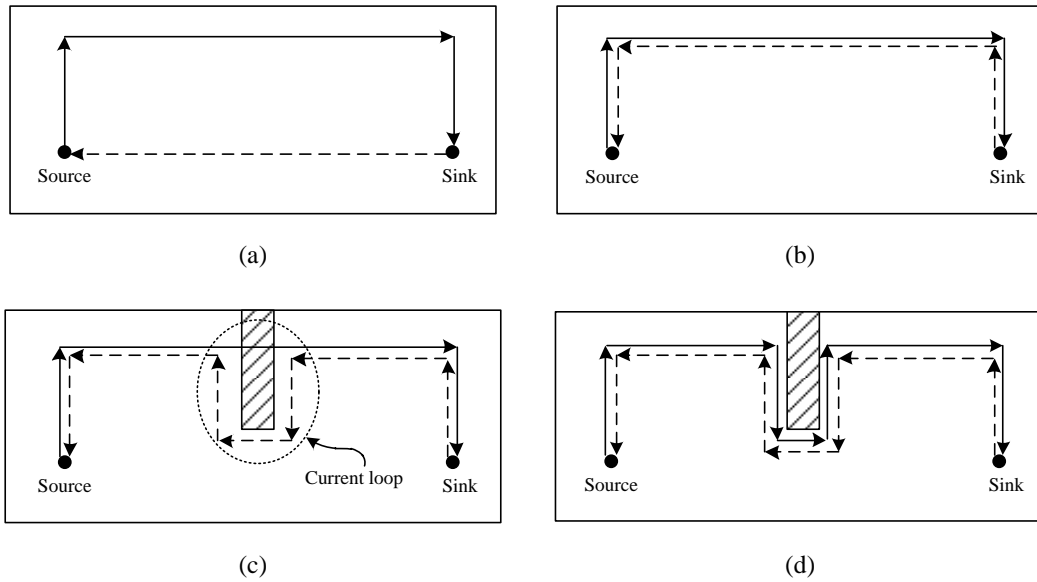 Source
Sink
(a)
Source
Sink
(b)
Source
Current loop
Sink
(c)
Source
Sink
(d)